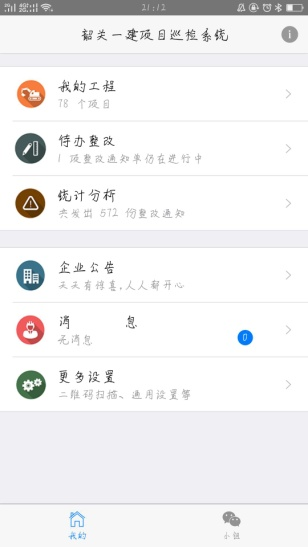 21:12
韶关一建项目巡检系统
我的工程
78 个项目
待办整改
1 项整改通知单仍在进行中
统计分析
共发出 572 份整改通知
企业公告
天天有惊喜,人人都开心
消 息
无消息
0
更多设置
二维码扫描、通用设置等
我的
小组